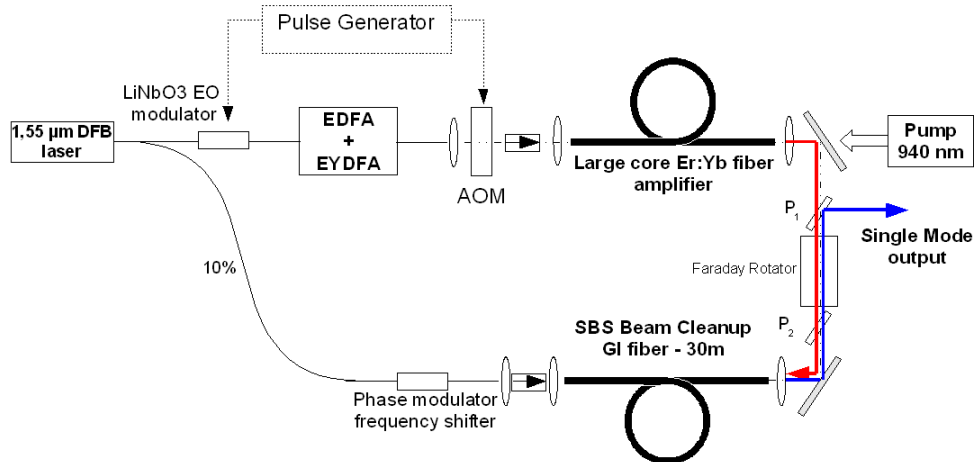 Pulse Generator
LiNbO3 EO
modulator
1,55 µm DFB
laser
EDFA
+
EYDFA
AOM
Large core Er:Yb fiber
amplifier
Pump
940 nm
P1
Single Mode
output
Faraday Rotator
10%
P2
SBS Beam Cleanup
GI fiber - 30m
Phase modulator
frequency shifter